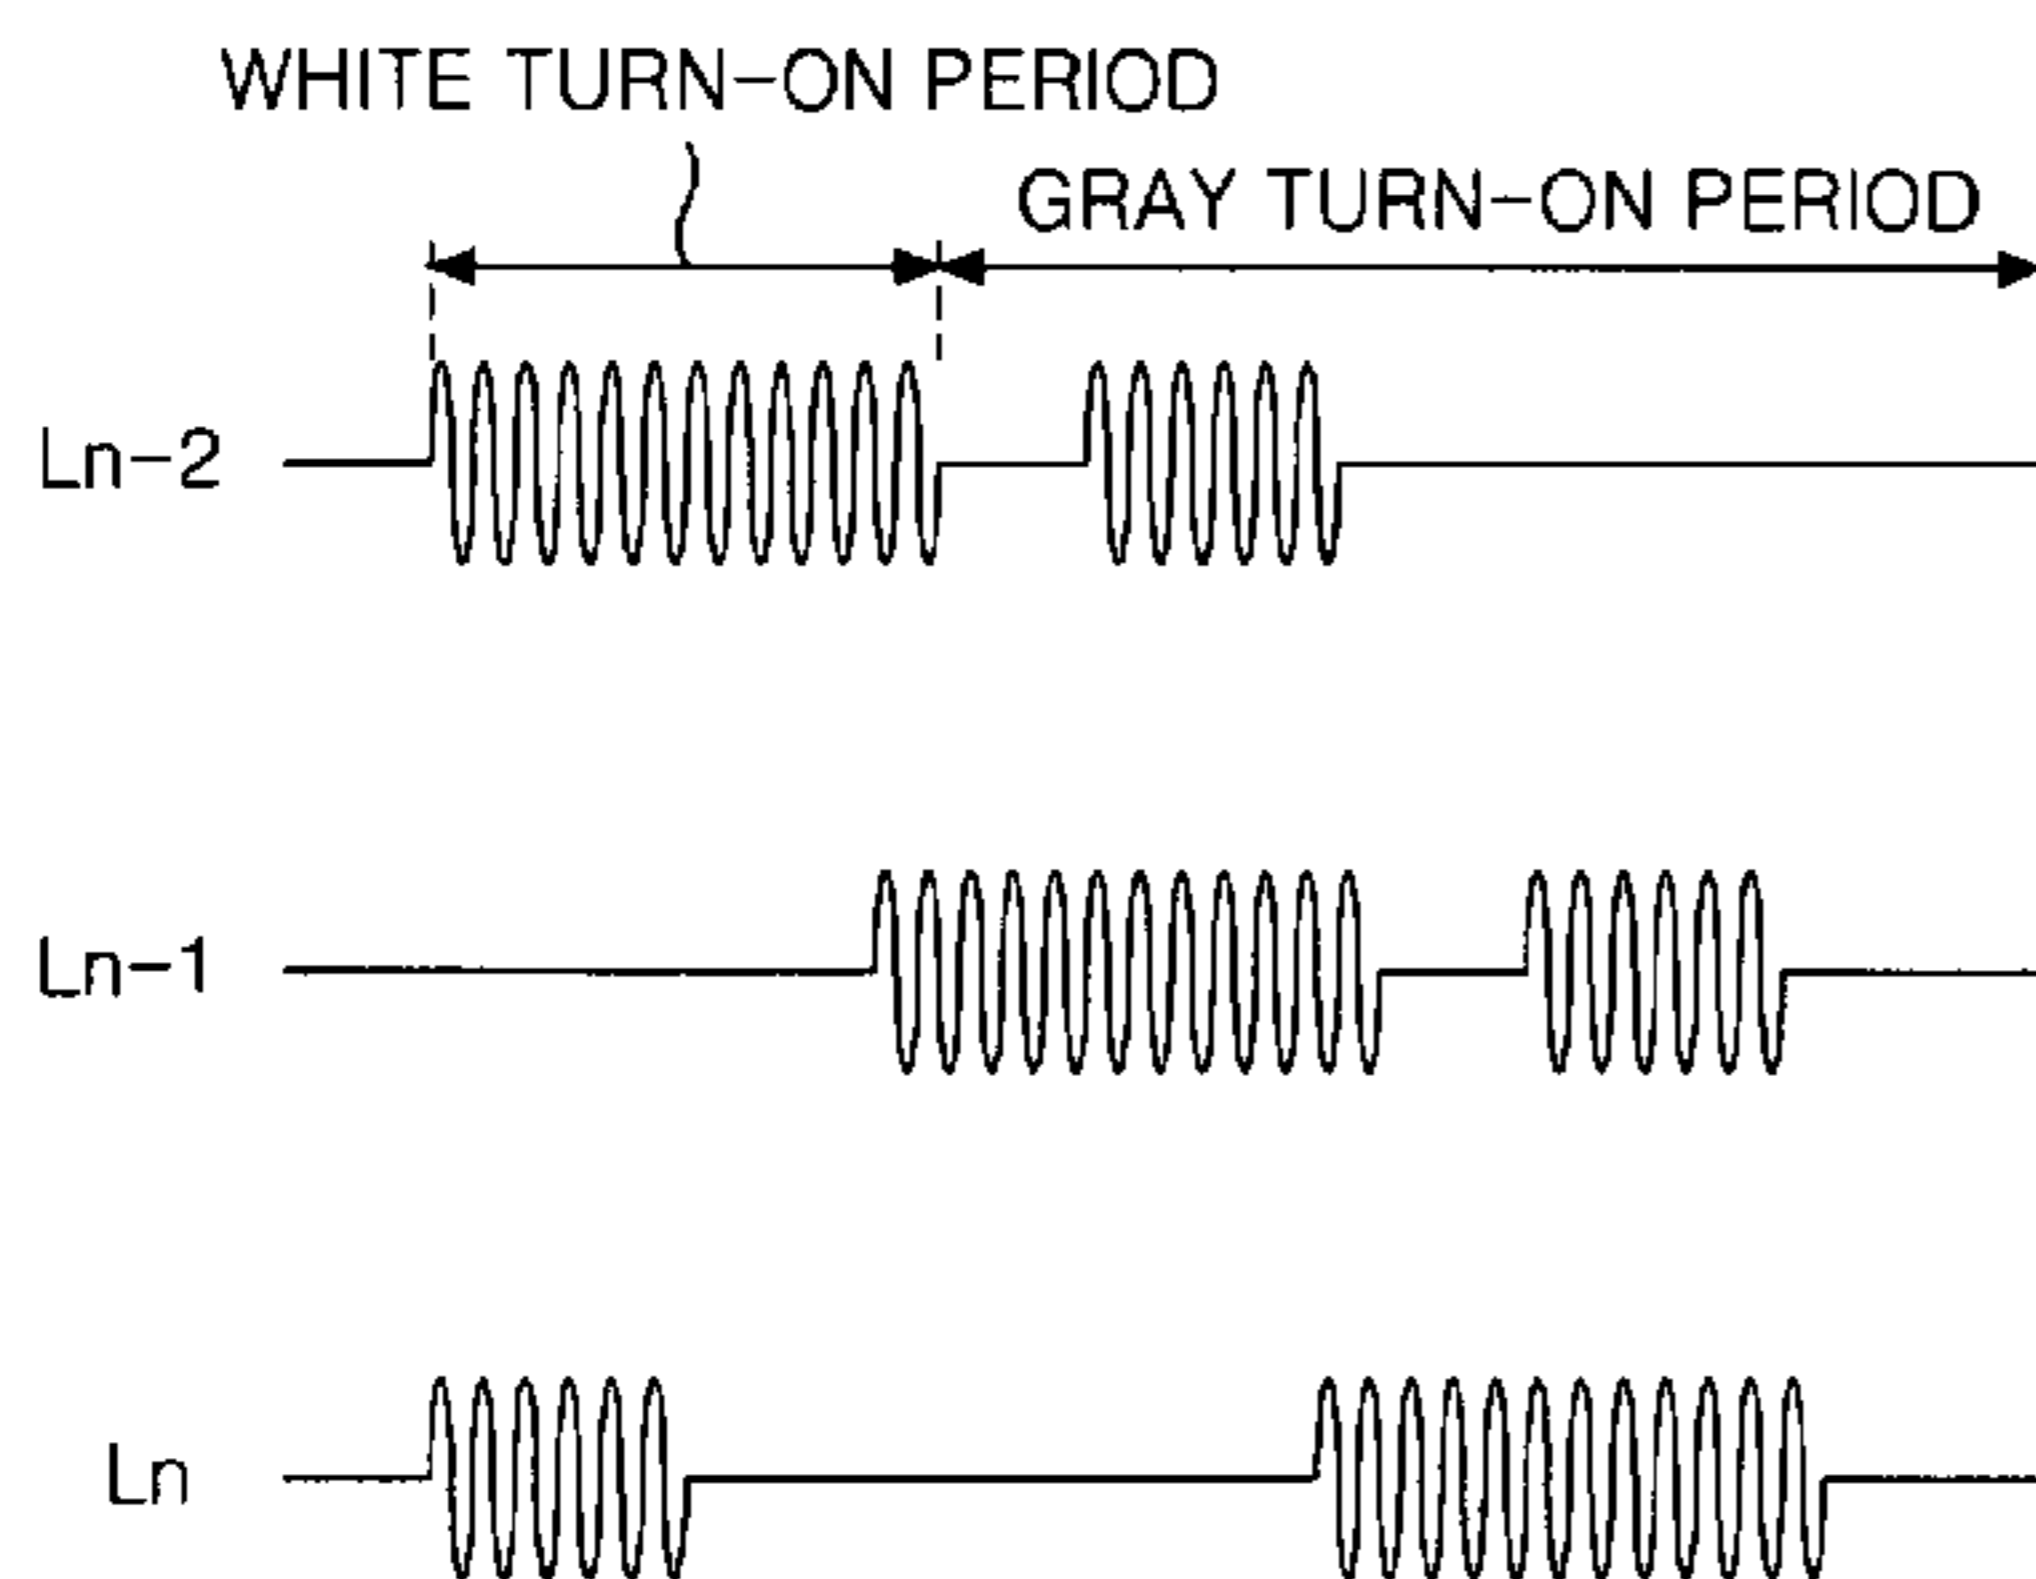 WHITE TURN-ON PERIOD
GRAY TURN-ON PERIOD
Ln-2
Ln-1
Ln